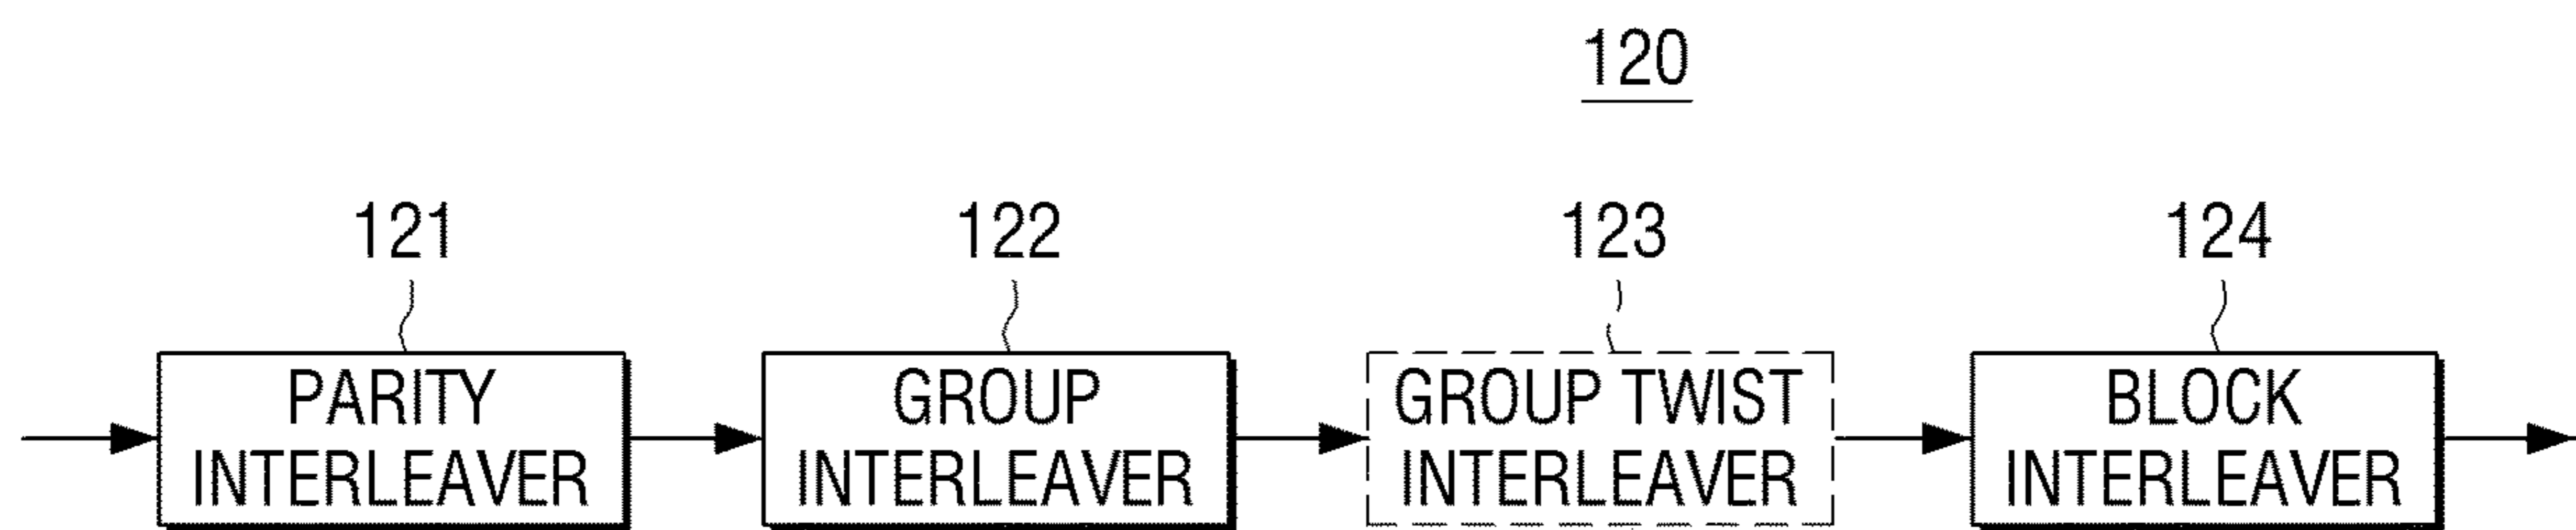 120
121
122
123
124
PARITY
INTERLEAVER
GROUP
INTERLEAVER
GROUP TWIST
INTERLEAVER
BLOCK
INTERLEAVER